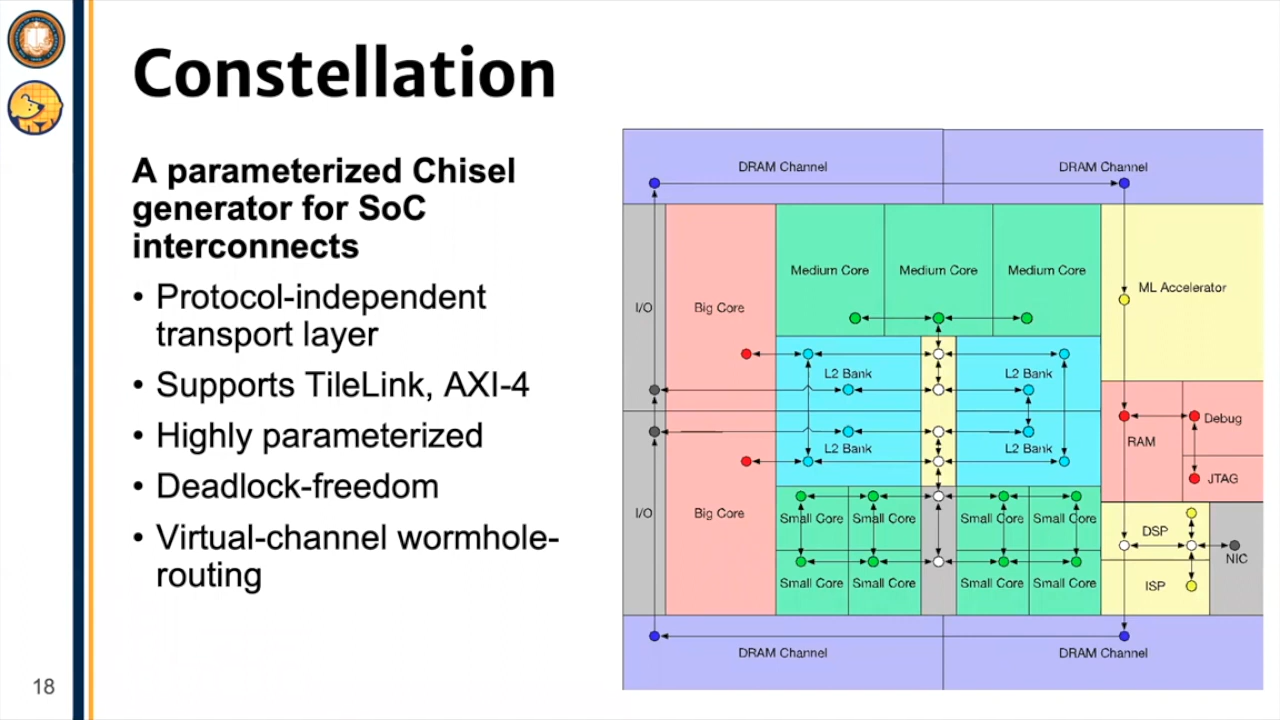 Constellation
A parameterized Chisel
generator for SoC
interconnects
• Protocol-independent
transport layer
• Supports TileLink, AXI-4
• Highly parameterized
• Deadlock-freedom
• Virtual-channel wormhole-
routing
18
DRAM Channel
DRAM Channel
Medium Core
Medium Core
Medium Core
ML Accelerator
I/O
Big Core
L2 Bank
L2 Bank
Debug
RAM
L2 Bank
L2 Bank
JTAG
I/O
Big Core
Small Core
Small Core
Small Core
Small Core
DSP
NIC
Small Core
Small Core
Small Core
Small Core
ISP
DRAM Channel
DRAM Channel